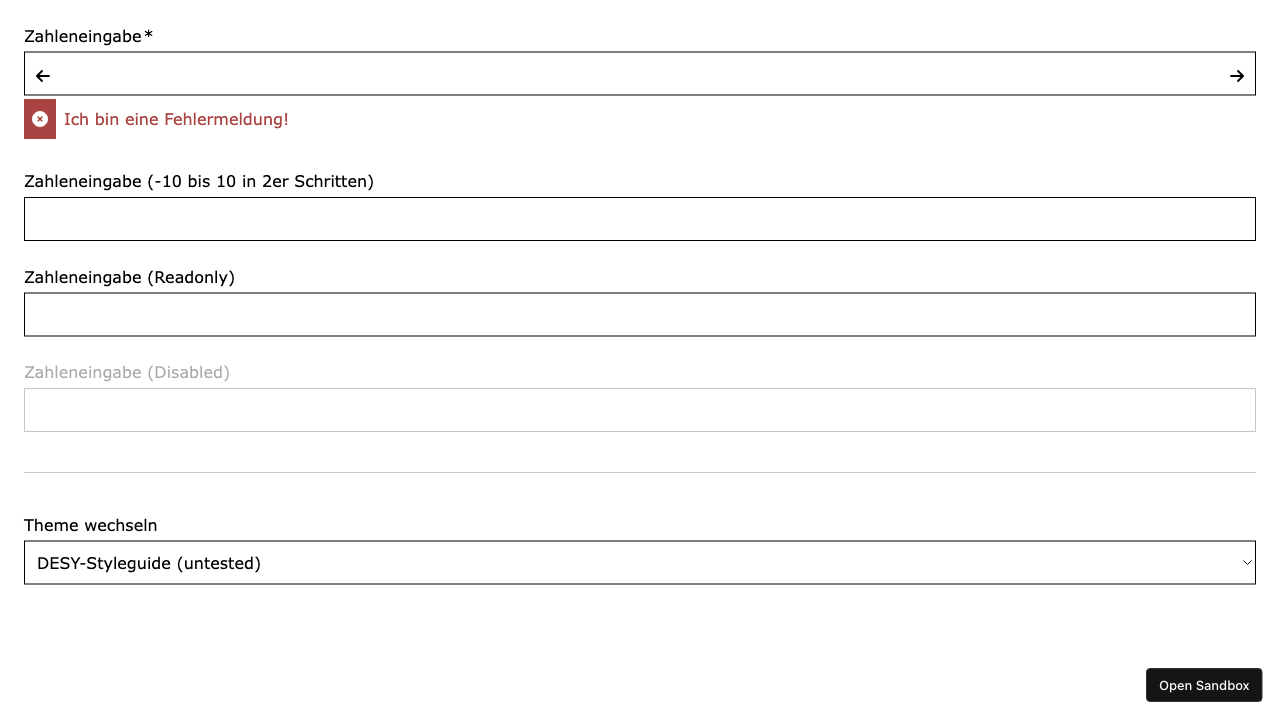 Zahleneingabe*
Ich bin eine Fehlermeldung!
Zahleneingabe (-10 bis 10 in 2er Schritten)
Zahleneingabe (Readonly)
Zahleneingabe (Disabled)
Theme wechseln
DESY-Styleguide (untested)
Open Sandbox